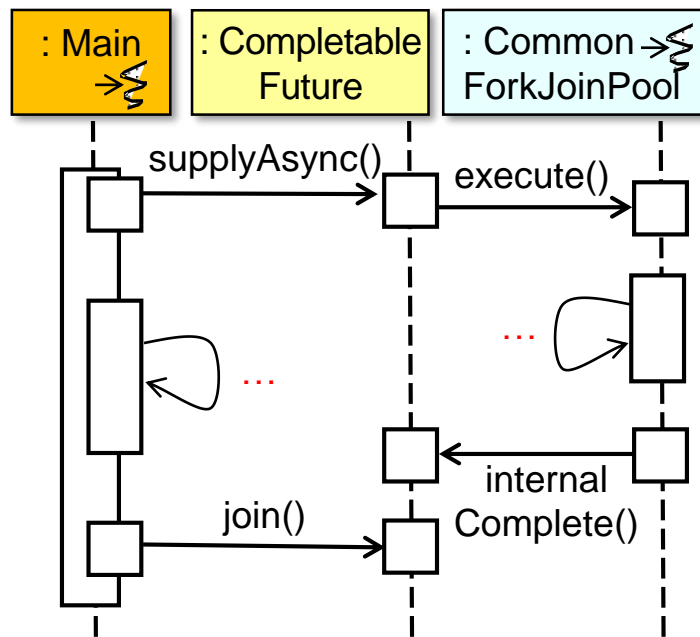 : Main
: Completable
Future
: Common
ForkJoinPool
supplyAsync()
execute()
...
...
internal
Complete()
join()